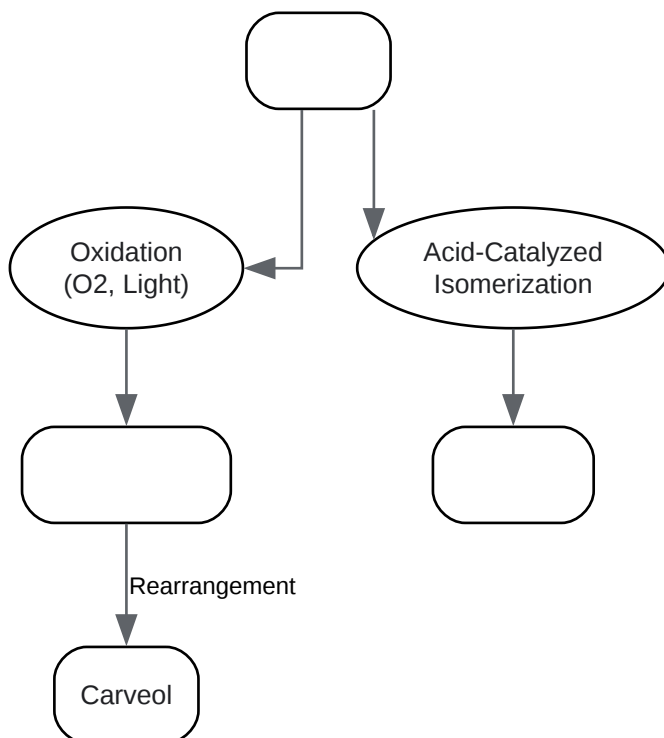 Oxidation
(O2, Light)
Acid-Catalyzed
Isomerization
Rearrangement
Carveol